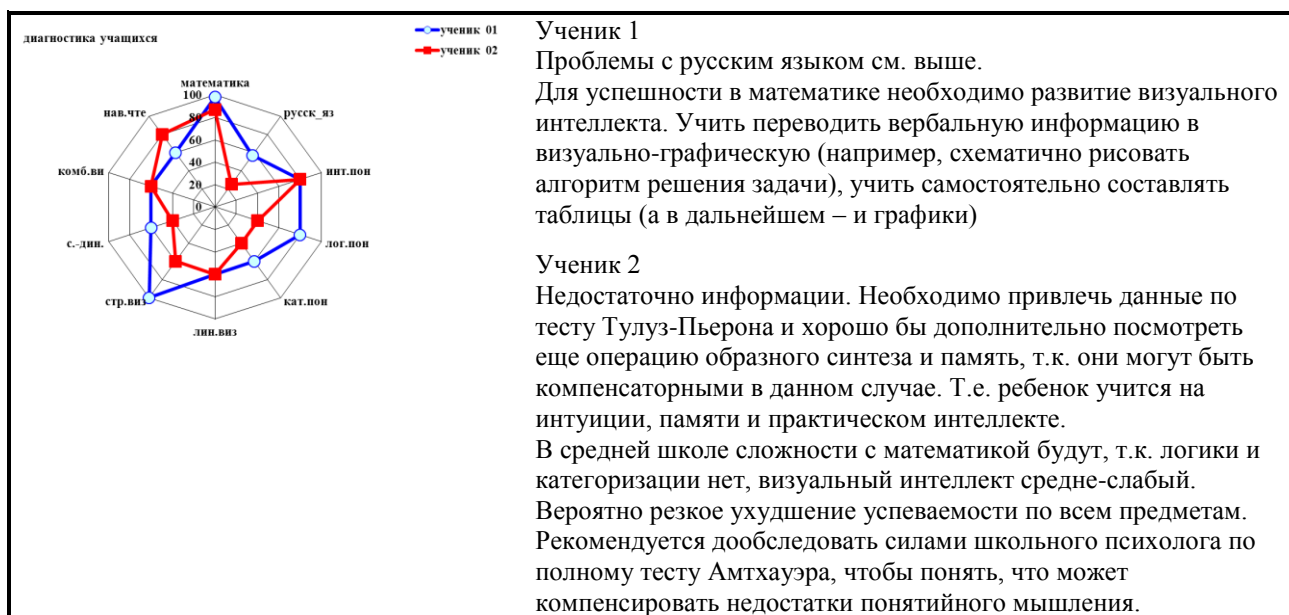 диагностика учащихся
ученик 01
ученик 02
математика
русск_яз
инт.пон
лог.пон
кат.пон
лин.виз
стр.виз
с.-дин.
комб.ви
нав.чте
100
80
60
40
20
0
Ученик 1
Проблемы с русским языком см. выше.
Для успешности в математике необходимо развитие визуального
интеллекта. Учить переводить вербальную информацию в
визуально-графическую (например, схематично рисовать
алгоритм решения задачи), учить самостоятельно составлять
таблицы (а в дальнейшем – и графики)
Ученик 2
Недостаточно информации. Необходимо привлечь данные по
тесту Тулуз-Пьерона и хорошо бы дополнительно посмотреть
еще операцию образного синтеза и память, т.к. они могут быть
компенсаторными в данном случае. Т.е. ребенок учится на
интуиции, памяти и практическом интеллекте.
В средней школе сложности с математикой будут, т.к. логики и
категоризации нет, визуальный интеллект средне-слабый.
Вероятно резкое ухудшение успеваемости по всем предметам.
Рекомендуется дообследовать силами школьного психолога по
полному тесту Амтхауэра, чтобы понять, что может
компенсировать недостатки понятийного мышления.